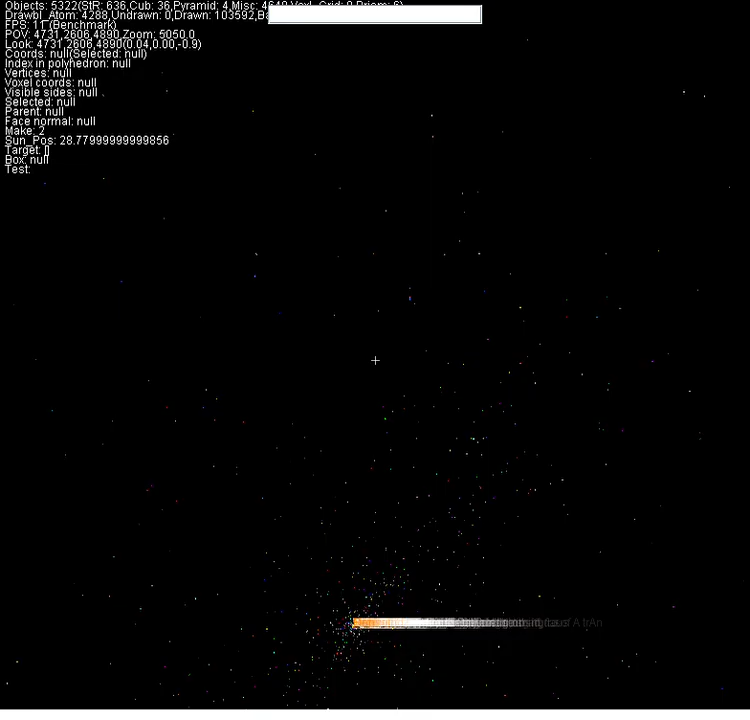 Objects: 5322(StR: 636,Cub: 36,Pyramid: 4,Misc: 4640,Voxl_Grid: 0,Prism: 6)
Drawbl_Atom: 4288,Undrawn: 0,Drawn: 103592,Ba
FPS: 11 (Benchmark)
POV: 4731,2606,4890,Zoom: 5050.0
Look: 4731,2606,4890(0.04,0.00,-0.9)
Coords: null(Selected: null)
Index in polyhedron: null
Vertices: null
Voxel coords: null
Visible sides: null
Selected: null
Parent: null
Face normal: null
Make: 2
Sun_Pos: 28.77999999999856
Target: []
Box: null
Test: